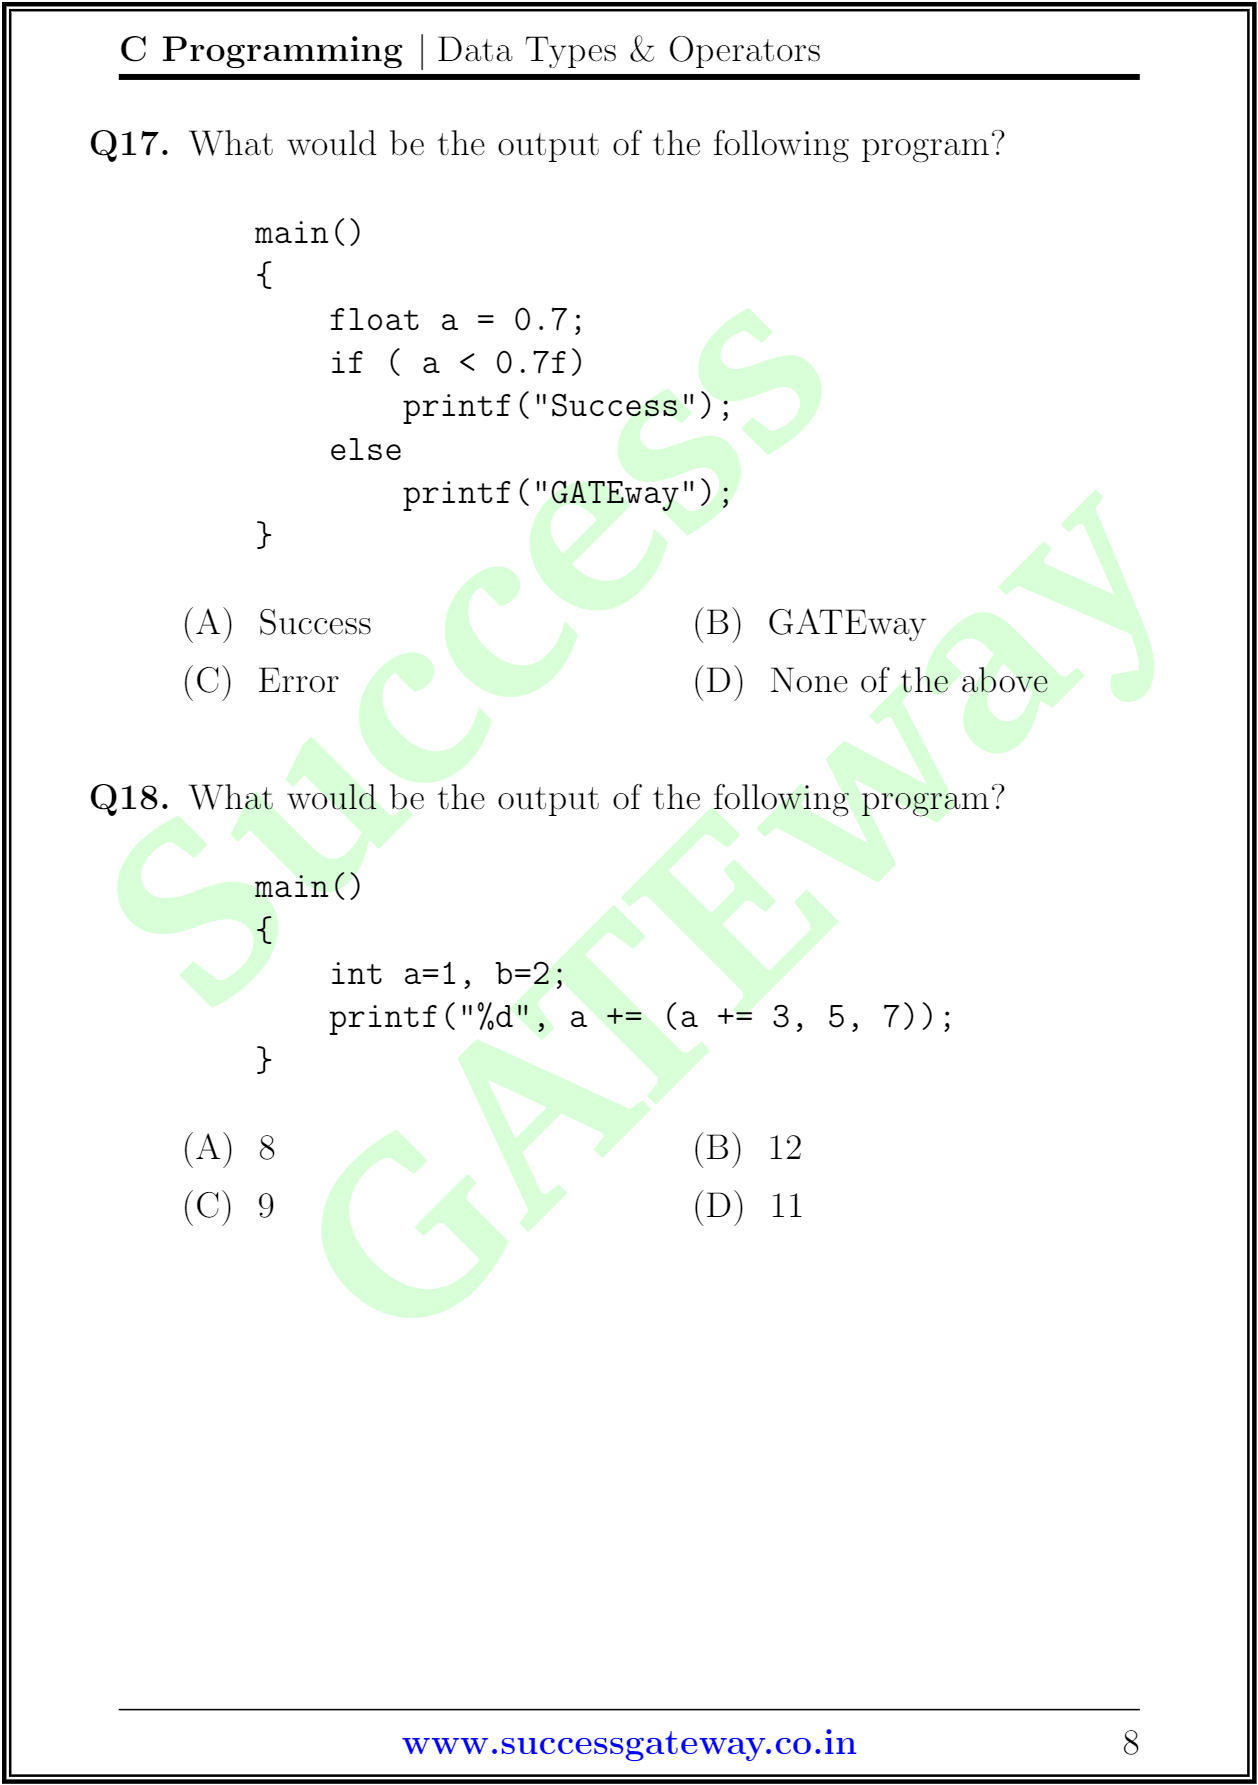 C Programming | Data Types & Operators
Q17. What would be the output of the following program?
main()
{
    float a = 0.7;
    if ( a < 0.7f)
        printf("Success");
    else
        printf("GATEway");
}
(A) Success (B) GATEway
(C) Error (D) None of the above
Q18. What would be the output of the following program?
main()
{
    int a=1, b=2;
    printf("%d", a += (a += 3, 5, 7));
}
(A) 8 (B) 12
(C) 9 (D) 11
Success
GATEway
www.successgateway.co.in 8